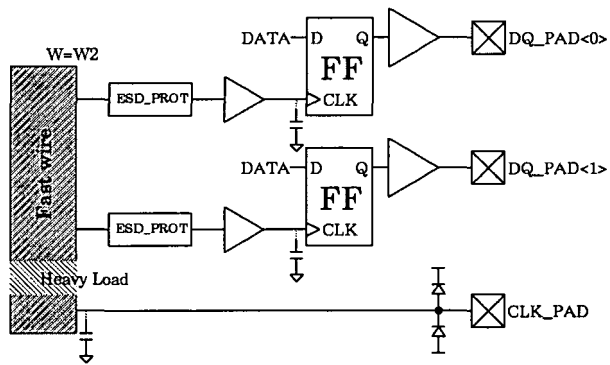 W=W2
DATA
D
Q
FF
CLK
DQ_PAD<0>
ESD_PROT
Fast wire
DATA
D
Q
FF
CLK
DQ_PAD<1>
ESD_PROT
Heavy Load
CLK_PAD